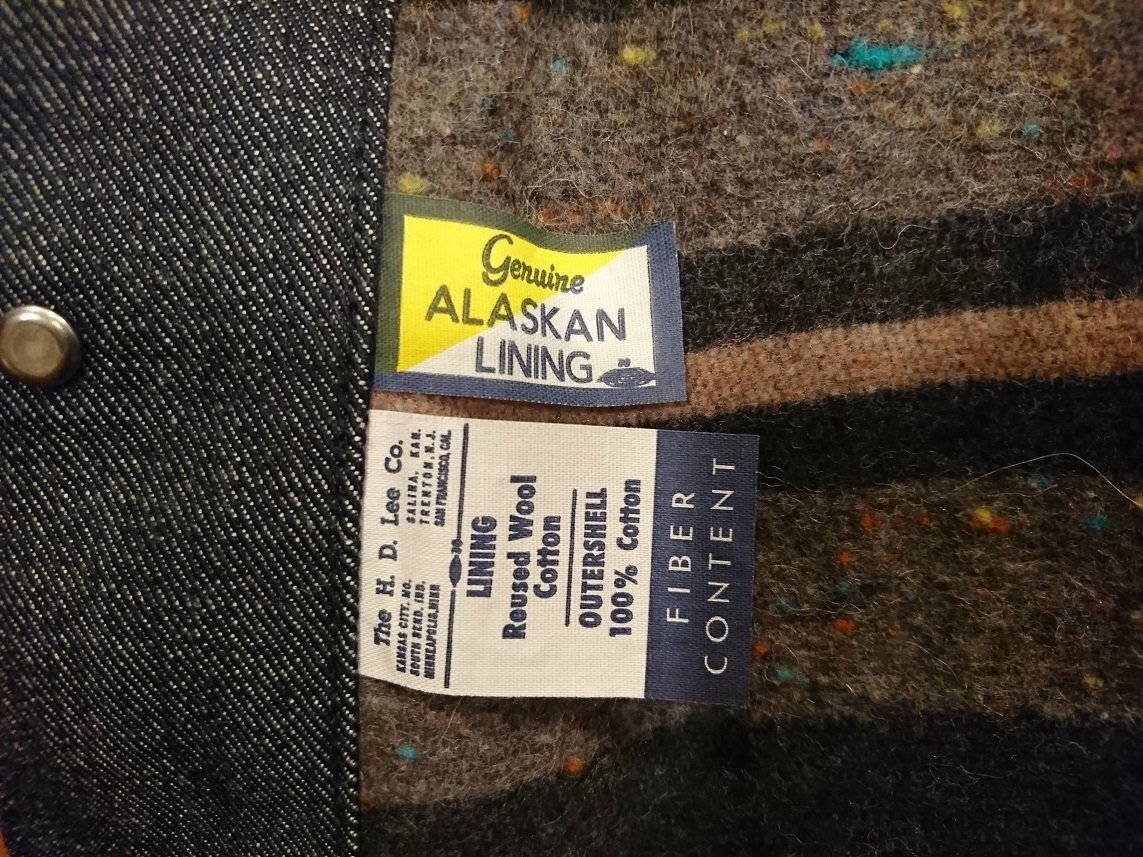 Genuine
ALASKAN
LINING
The H. D. Lee Co.
KANSAS CITY, MO.
SOUTH BEND, IND.
MINNEAPOLIS, MINN
SALINA, KAN.
TRENTON, N.J.
SAN FRANCISCO, CAL.
LINING
Reused Wool
Cotton
OUTERSHELL
100% Cotton
FIBER
CONTENT